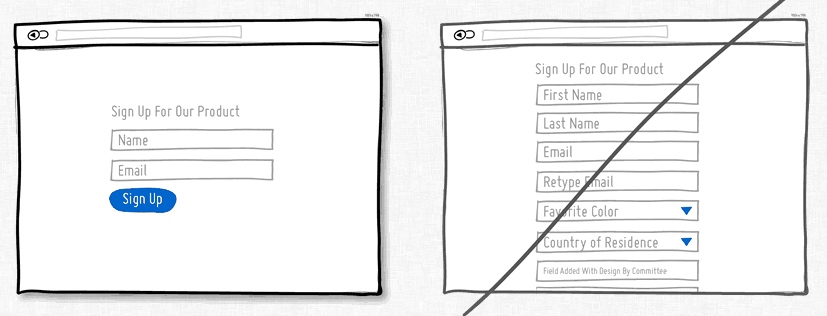 Sign Up For Our Product
Name
Email
Sign Up
Sign Up For Our Product
First Name
Last Name
Email
Retype Email
Favorite Color
Country of Residence
Field Added With Design By Committee